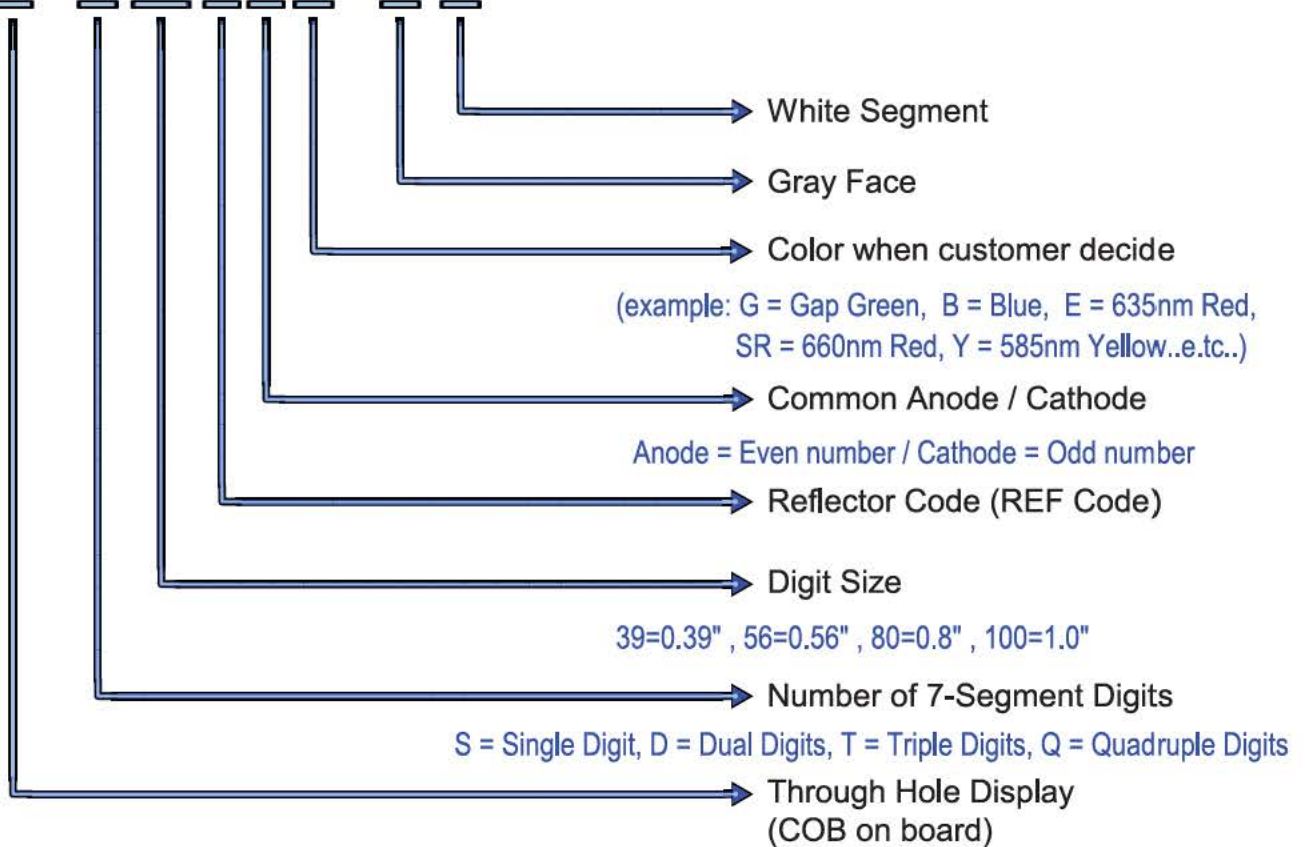 White Segment
Gray Face
Color when customer decide
(example: G = Gap Green, B = Blue, E = 635nm Red,
SR = 660nm Red, Y = 585nm Yellow..e.tc..)
Common Anode / Cathode
Anode = Even number / Cathode = Odd number
Reflector Code (REF Code)
Digit Size
39=0.39" , 56=0.56" , 80=0.8" , 100=1.0"
Number of 7-Segment Digits
S = Single Digit, D = Dual Digits, T = Triple Digits, Q = Quadruple Digits
Through Hole Display
(COB on board)